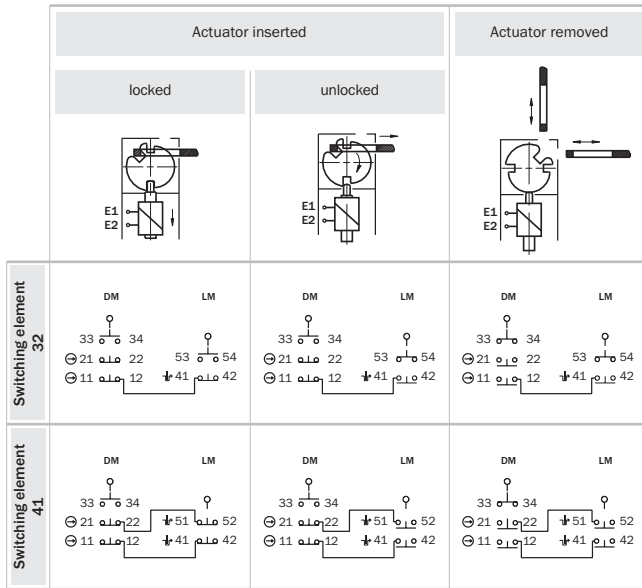 Actuator inserted Actuator removed
locked unlocked
E1 E1 E1
E2 E2 E2
Switching element
32
DM LM DM LM DM LM
33 34 33 34 33 34
21 22 53 54 21 22 53 54 21 22 53 54
11 12 41 42 11 12 41 42 11 12 41 42
Switching element
41
DM LM DM LM DM LM
33 34 33 34 33 34
21 22 51 52 21 22 51 52 21 22 51 52
11 12 41 42 11 12 41 42 11 12 41 42